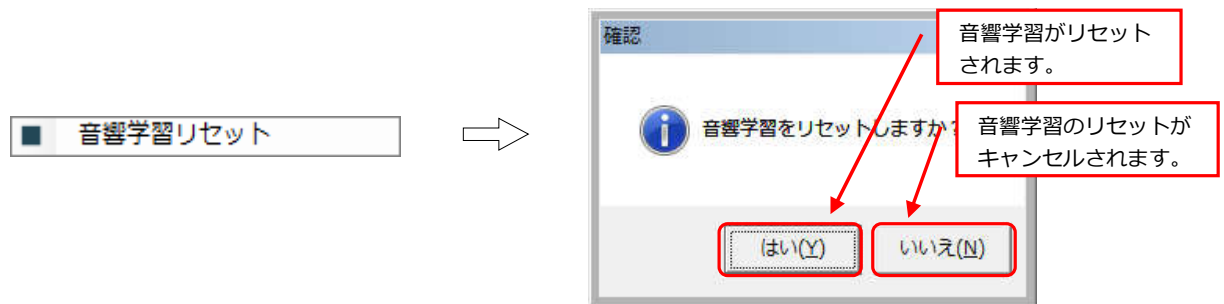 音響学習リセット
確認
音響学習をリセットしますか?
はい(Y)
いいえ(N)
音響学習がリセット
されます。
音響学習のリセットが
キャンセルされます。